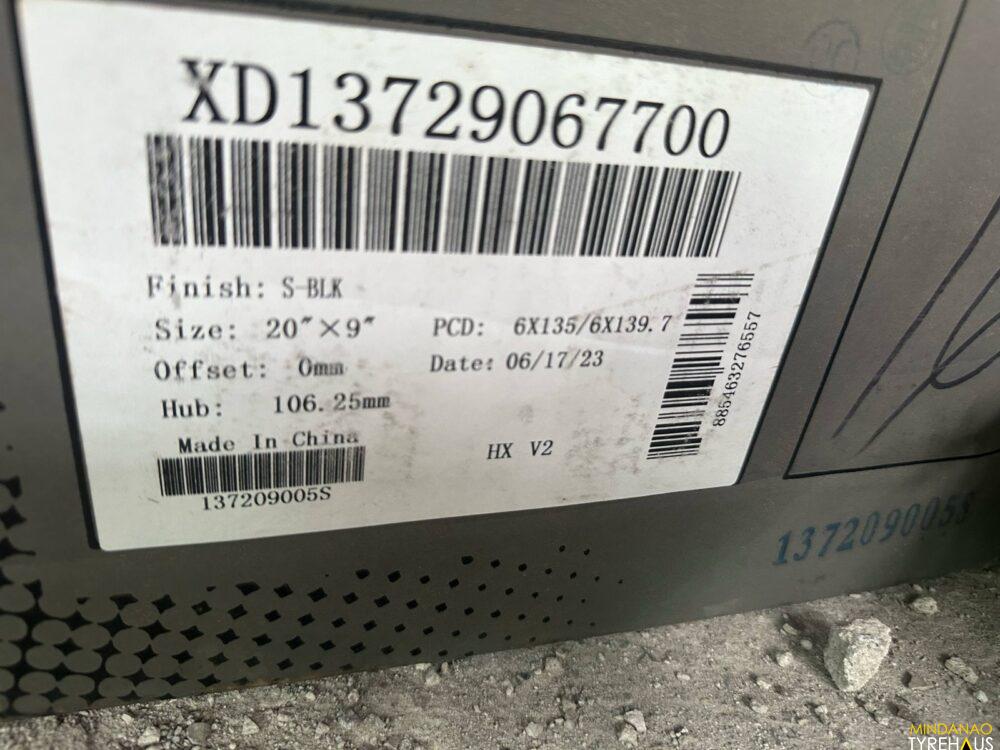 XD13729067700
Finish: S-BLK
Size: 20"×9" PCD: 6X135/6X139.7
Offset: 0mm Date: 06/17/23
Hub: 106.25mm
Made In China
137209005S
HX V2
885463276557
137209005S
MINDANAO
TYREHAUS